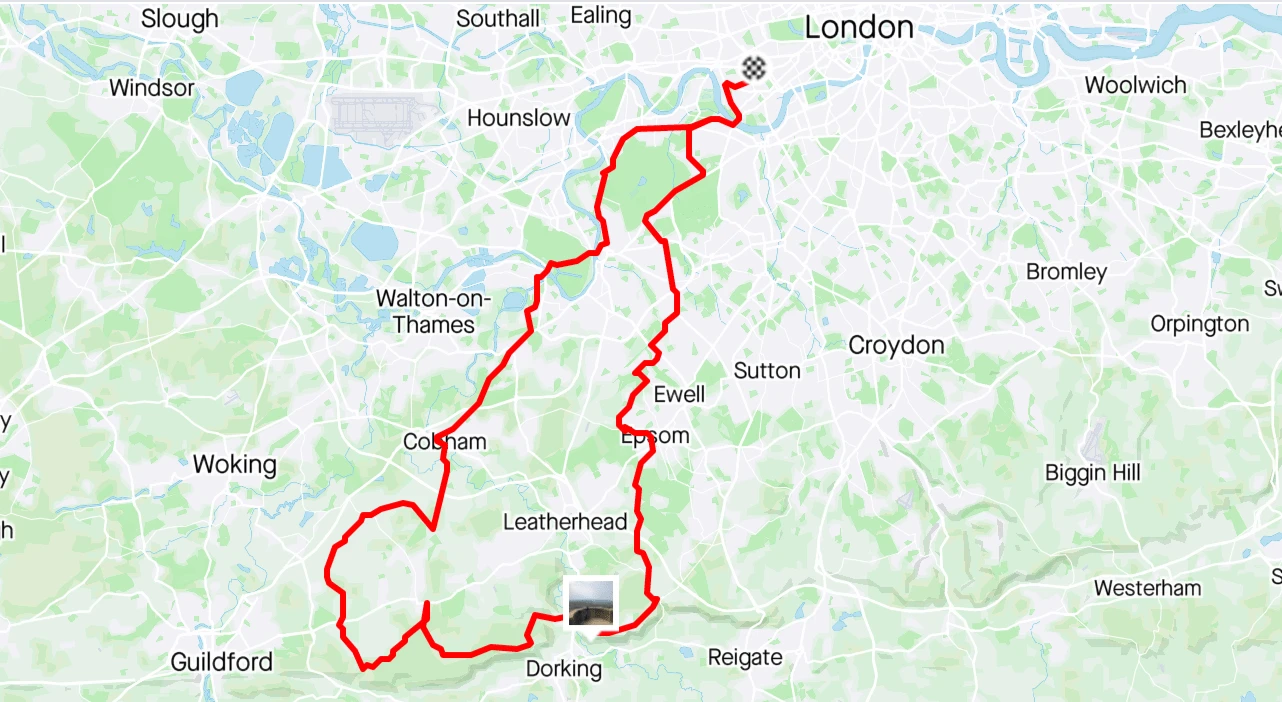 Slough
Southall
Ealing
London
Windsor
Woolwich
Hounslow
Bexleyhe
l
Bromley
Walton-on-
Thames
Sw
Orpington
Croydon
Sutton
Ewell
y
Cobham
Epsom
Woking
Biggin Hill
y
Leatherhead
gh
S
Westerham
Guildford
Dorking
Reigate